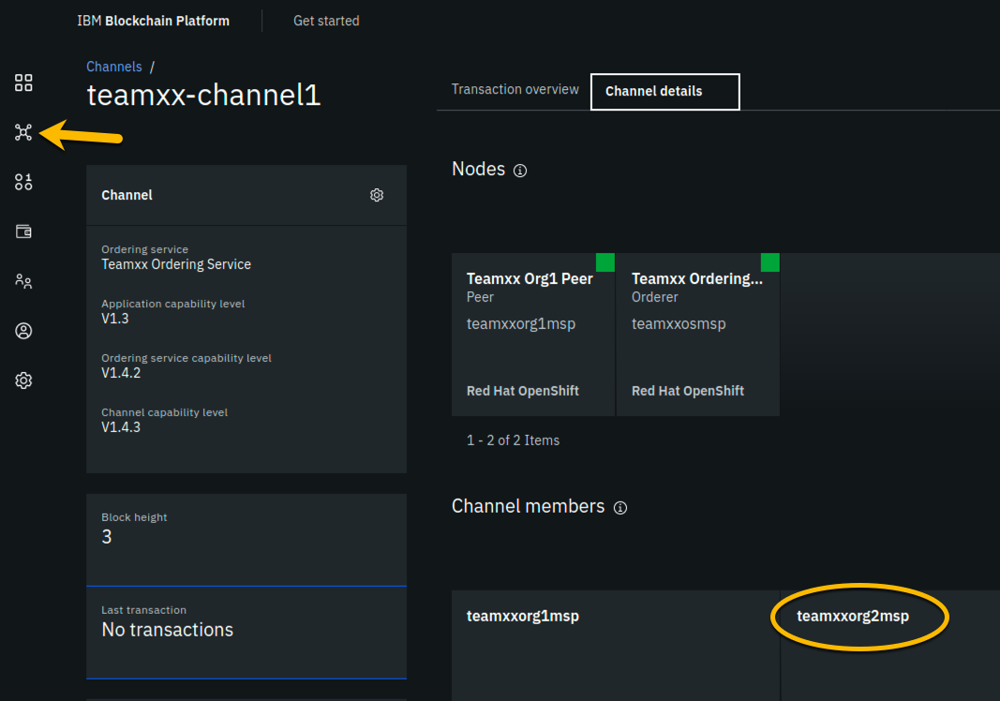 IBM Blockchain Platform
Get started
Channels /
teamxx-channel1
Transaction overview
Channel details
Channel
Ordering service
Teamxx Ordering Service
Application capability level
V1.3
Ordering service capability level
V1.4.2
Channel capability level
V1.4.3
Block height
3
Last transaction
No transactions
Nodes
Teamxx Org1 Peer
Peer
teamxxorg1msp
Red Hat OpenShift
Teamxx Ordering...
Orderer
teamxxosmsp
Red Hat OpenShift
1 - 2 of 2 Items
Channel members
teamxxorg1msp
teamxxorg2msp